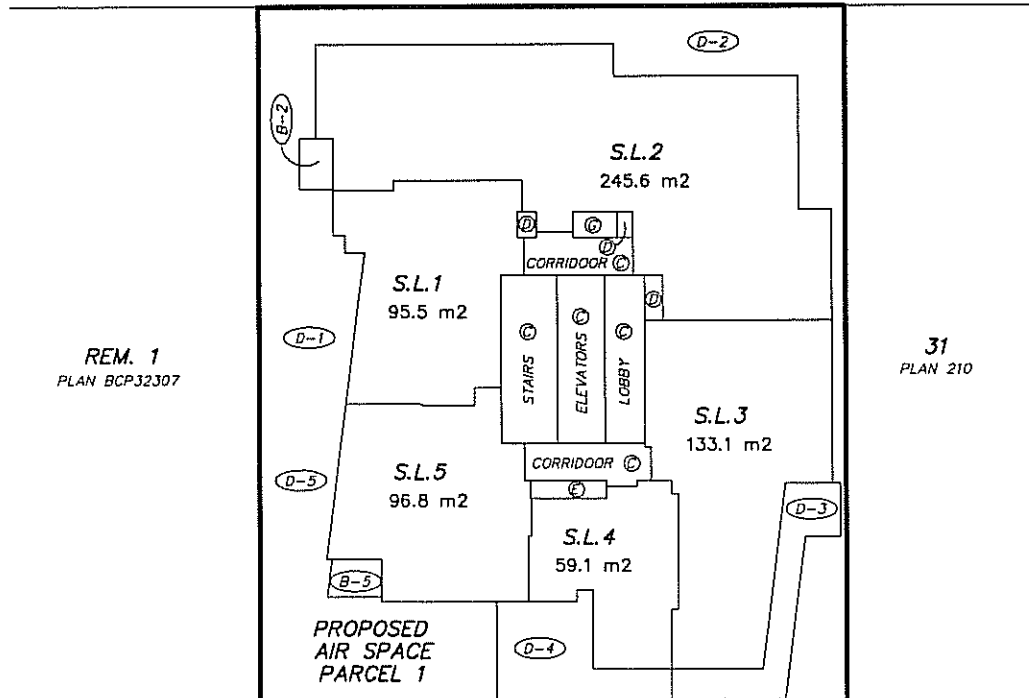 D-2
B-2
S.L.2
245.6 m2
D
G
D
CORRIDOOR C
S.L.1
95.5 m2
D
D-1
STAIRS C
ELEVATORS C
LOBBY C
REM. 1
PLAN BCP32307
31
PLAN 210
S.L.3
133.1 m2
CORRIDOOR C
S.L.5
96.8 m2
D-5
E
D-3
S.L.4
59.1 m2
B-5
PROPOSED
AIR SPACE
PARCEL 1
D-4